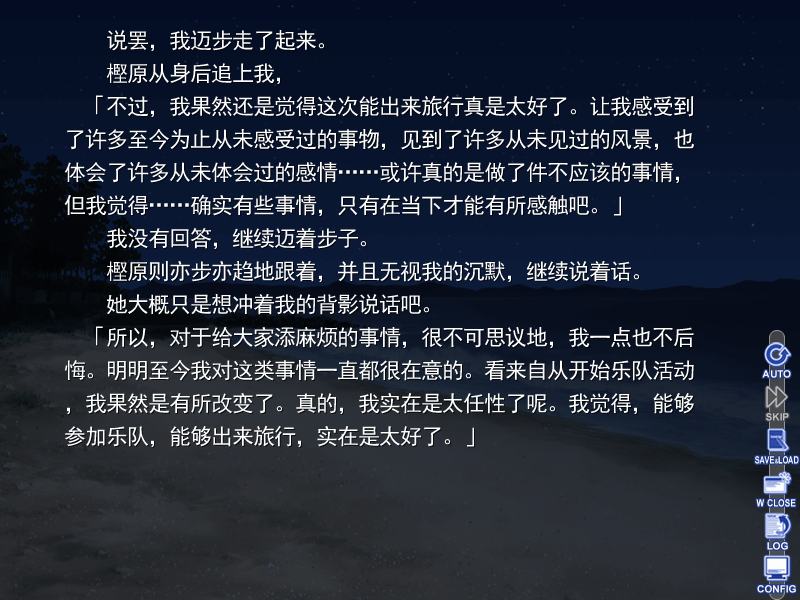 说罢，我迈步走了起来。
樫原从身后追上我，
「不过，我果然还是觉得这次能出来旅行真是太好了。让我感受到
了许多至今为止从未感受过的事物，见到了许多从未见过的风景，也
体会了许多从未体会过的感情……或许真的是做了件不应该的事情，
但我觉得……确实有些事情，只有在当下才能有所感触吧。」
我没有回答，继续迈着步子。
樫原则亦步亦趋地跟着，并且无视我的沉默，继续说着话。
她大概只是想冲着我的背影说话吧。
「所以，对于给大家添麻烦的事情，很不可思议地，我一点也不后
悔。明明至今我对这类事情一直都很在意的。看来自从开始乐队活动
，我果然是有所改变了。真的，我实在是太任性了呢。我觉得，能够
参加乐队，能够出来旅行，实在是太好了。」
AUTO
SKIP
SAVE&LOAD
W CLOSE
LOG
CONFIG